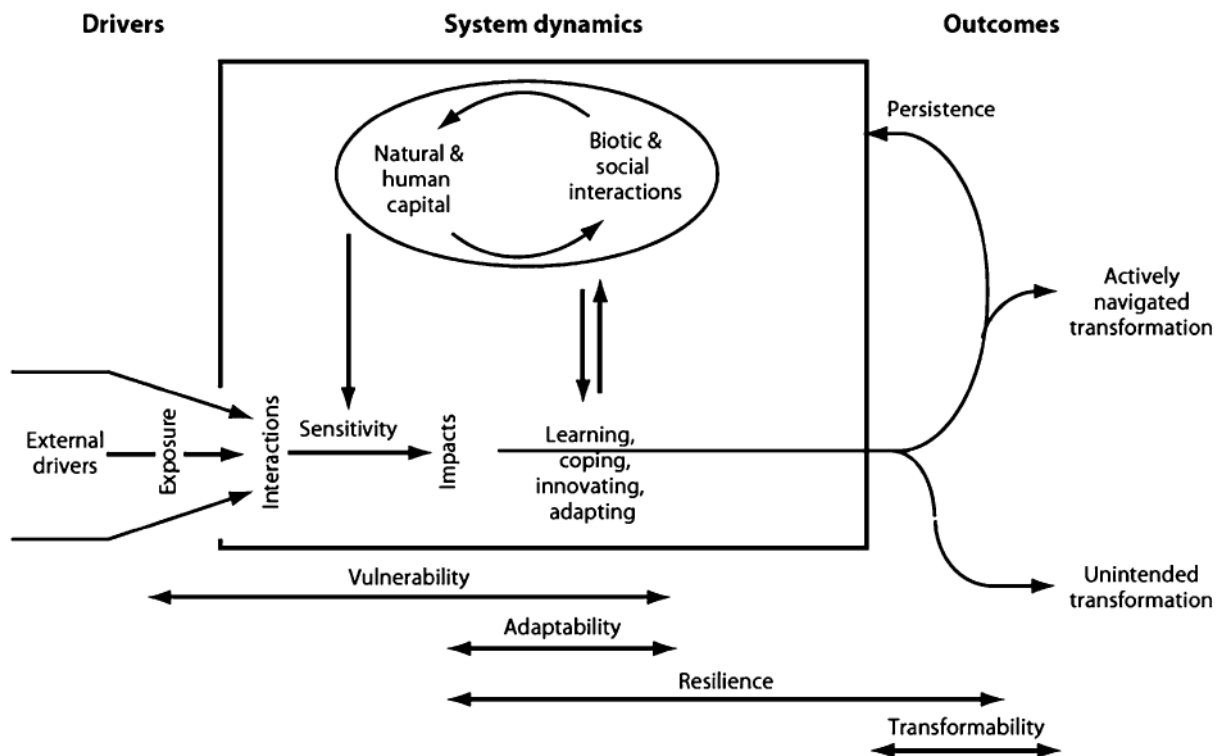 Drivers
System dynamics
Outcomes
Persistence
Natural &
human
capital
Biotic &
social
interactions
Actively
navigated
transformation
External
drivers
Exposure
Interactions
Sensitivity
Impacts
Learning,
coping,
innovating,
adapting
Unintended
transformation
Vulnerability
Adaptability
Resilience
Transformability